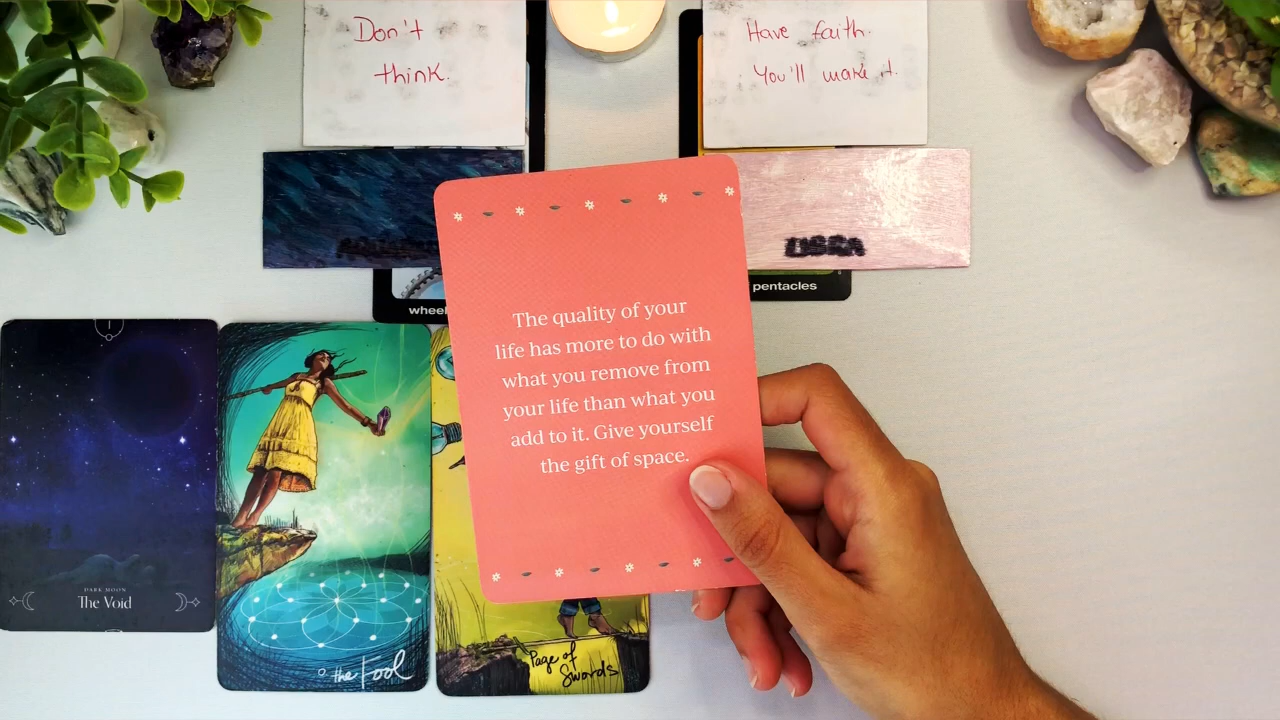 Don't
think.
Have faith.
You'll make it.
LIBRA
wheel
pentacles
The quality of your
life has more to do with
what you remove from
your life than what you
add to it. Give yourself
the gift of space.
DARK MOON
The Void
0 the Fool
Page of
Swords